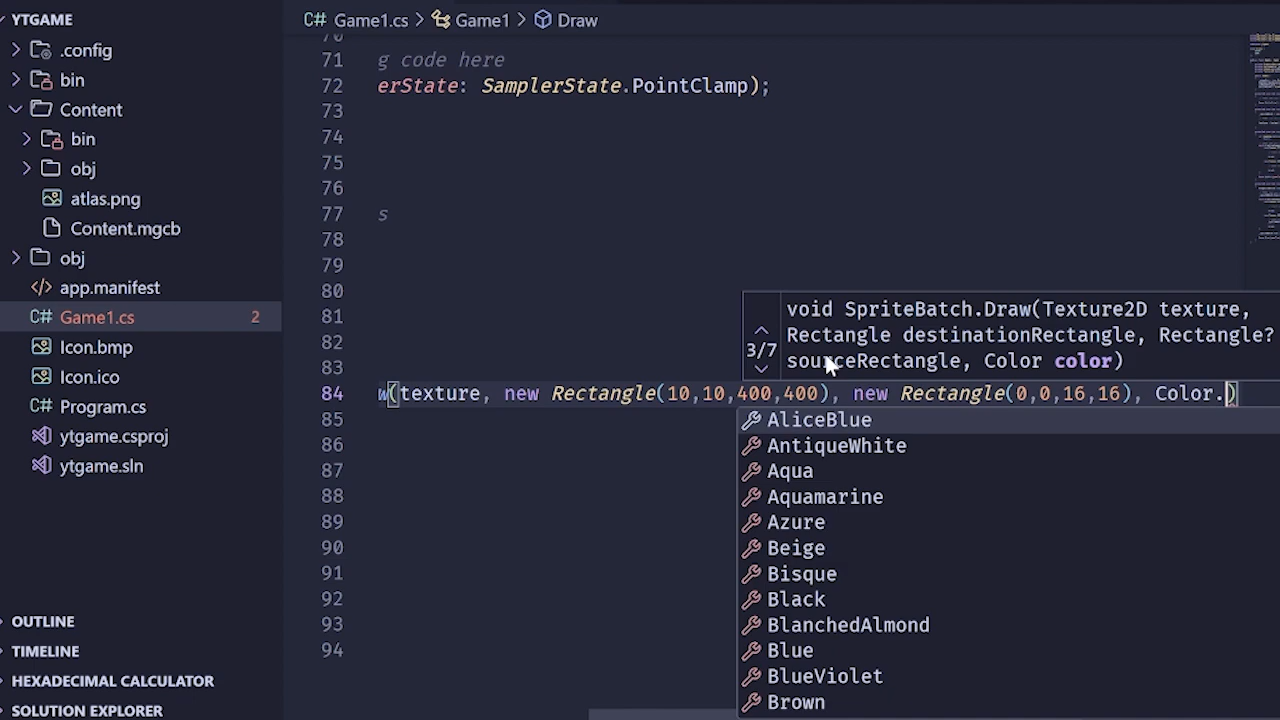 YTGAME
.config
bin
Content
bin
obj
atlas.png
Content.mgcb
obj
app.manifest
C# Game1.cs 2
Icon.bmp
Icon.ico
C# Program.cs
ytgame.csproj
ytgame.sln
OUTLINE
TIMELINE
HEXADECIMAL CALCULATOR
SOLUTION EXPLORER
C# Game1.cs > Game1 > Draw
70
71 g code here
72 erState: SamplerState.PointClamp);
73
74
75
76
77 s
78
79
80
81
82
83
84 w(texture, new Rectangle(10,10,400,400), new Rectangle(0,0,16,16), Color.)
85
86
87
88
89
90
91
92
93
94
void SpriteBatch.Draw(Texture2D texture,
Rectangle destinationRectangle, Rectangle?
3/7
sourceRectangle, Color color)
AliceBlue
AntiqueWhite
Aqua
Aquamarine
Azure
Beige
Bisque
Black
BlanchedAlmond
Blue
BlueViolet
Brown